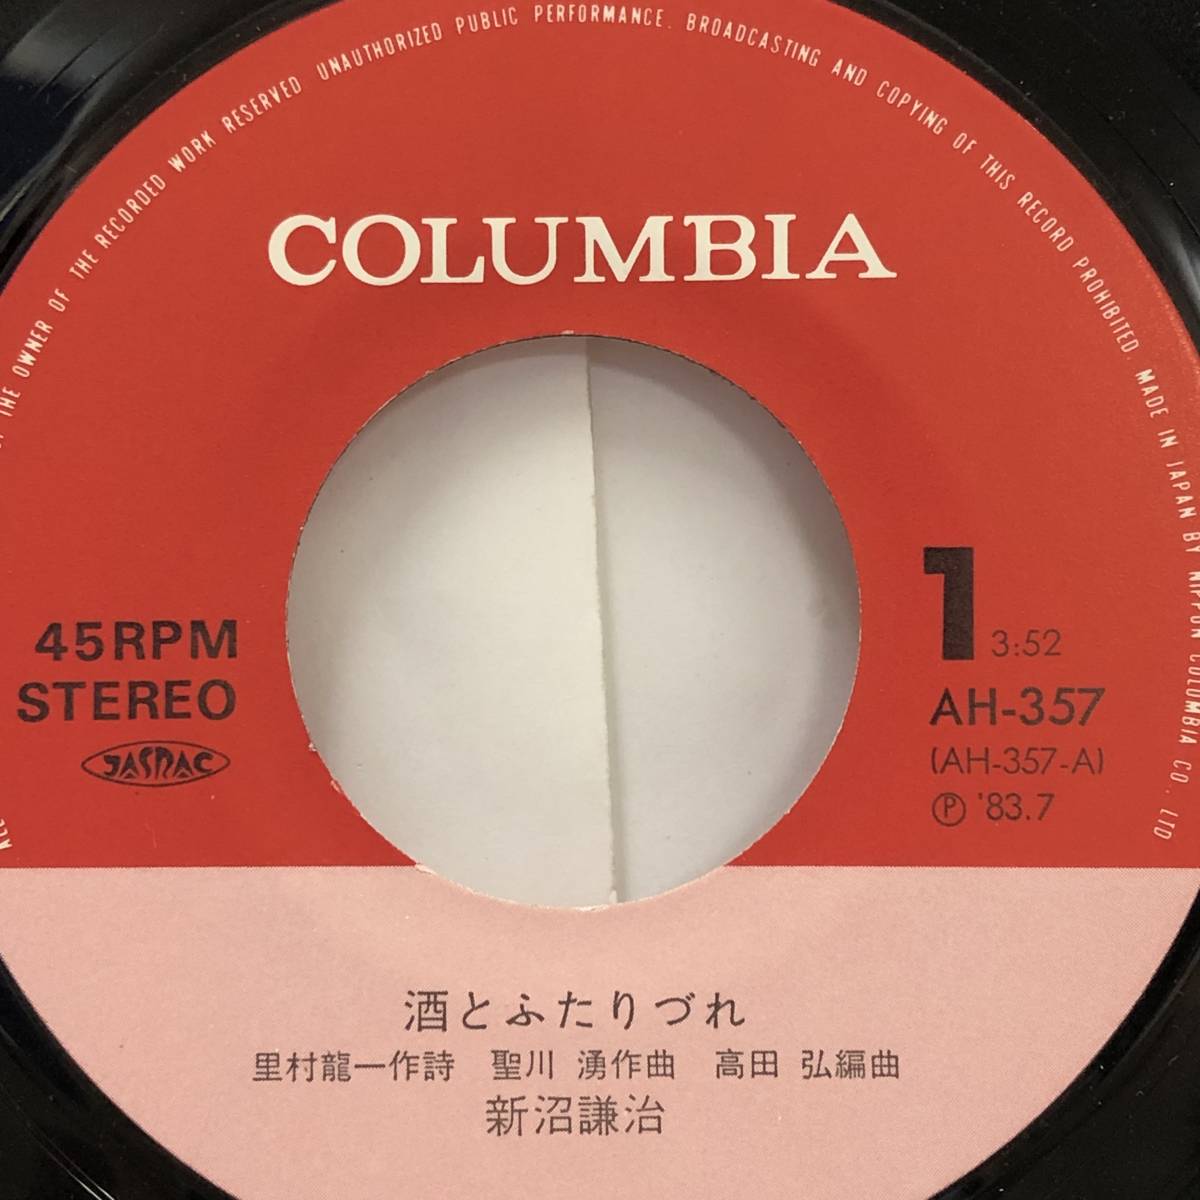 THE OWNER OF THE RECORDED WORK RESERVED UNAUTHORIZED PUBLIC PERFORMANCE. BROADCASTING AND COPYING OF THIS RECORD PROHIBITED. MADE IN JAPAN BY NIPPON COLUMBIA CO., LTD
COLUMBIA
45RPM
STEREO
JASRAC
1 3:52
AH-357
(AH-357-A)
Ⓟ '83.7
酒とふたりづれ
里村龍一作詩 聖川 湧作曲 高田 弘編曲
新沼謙治